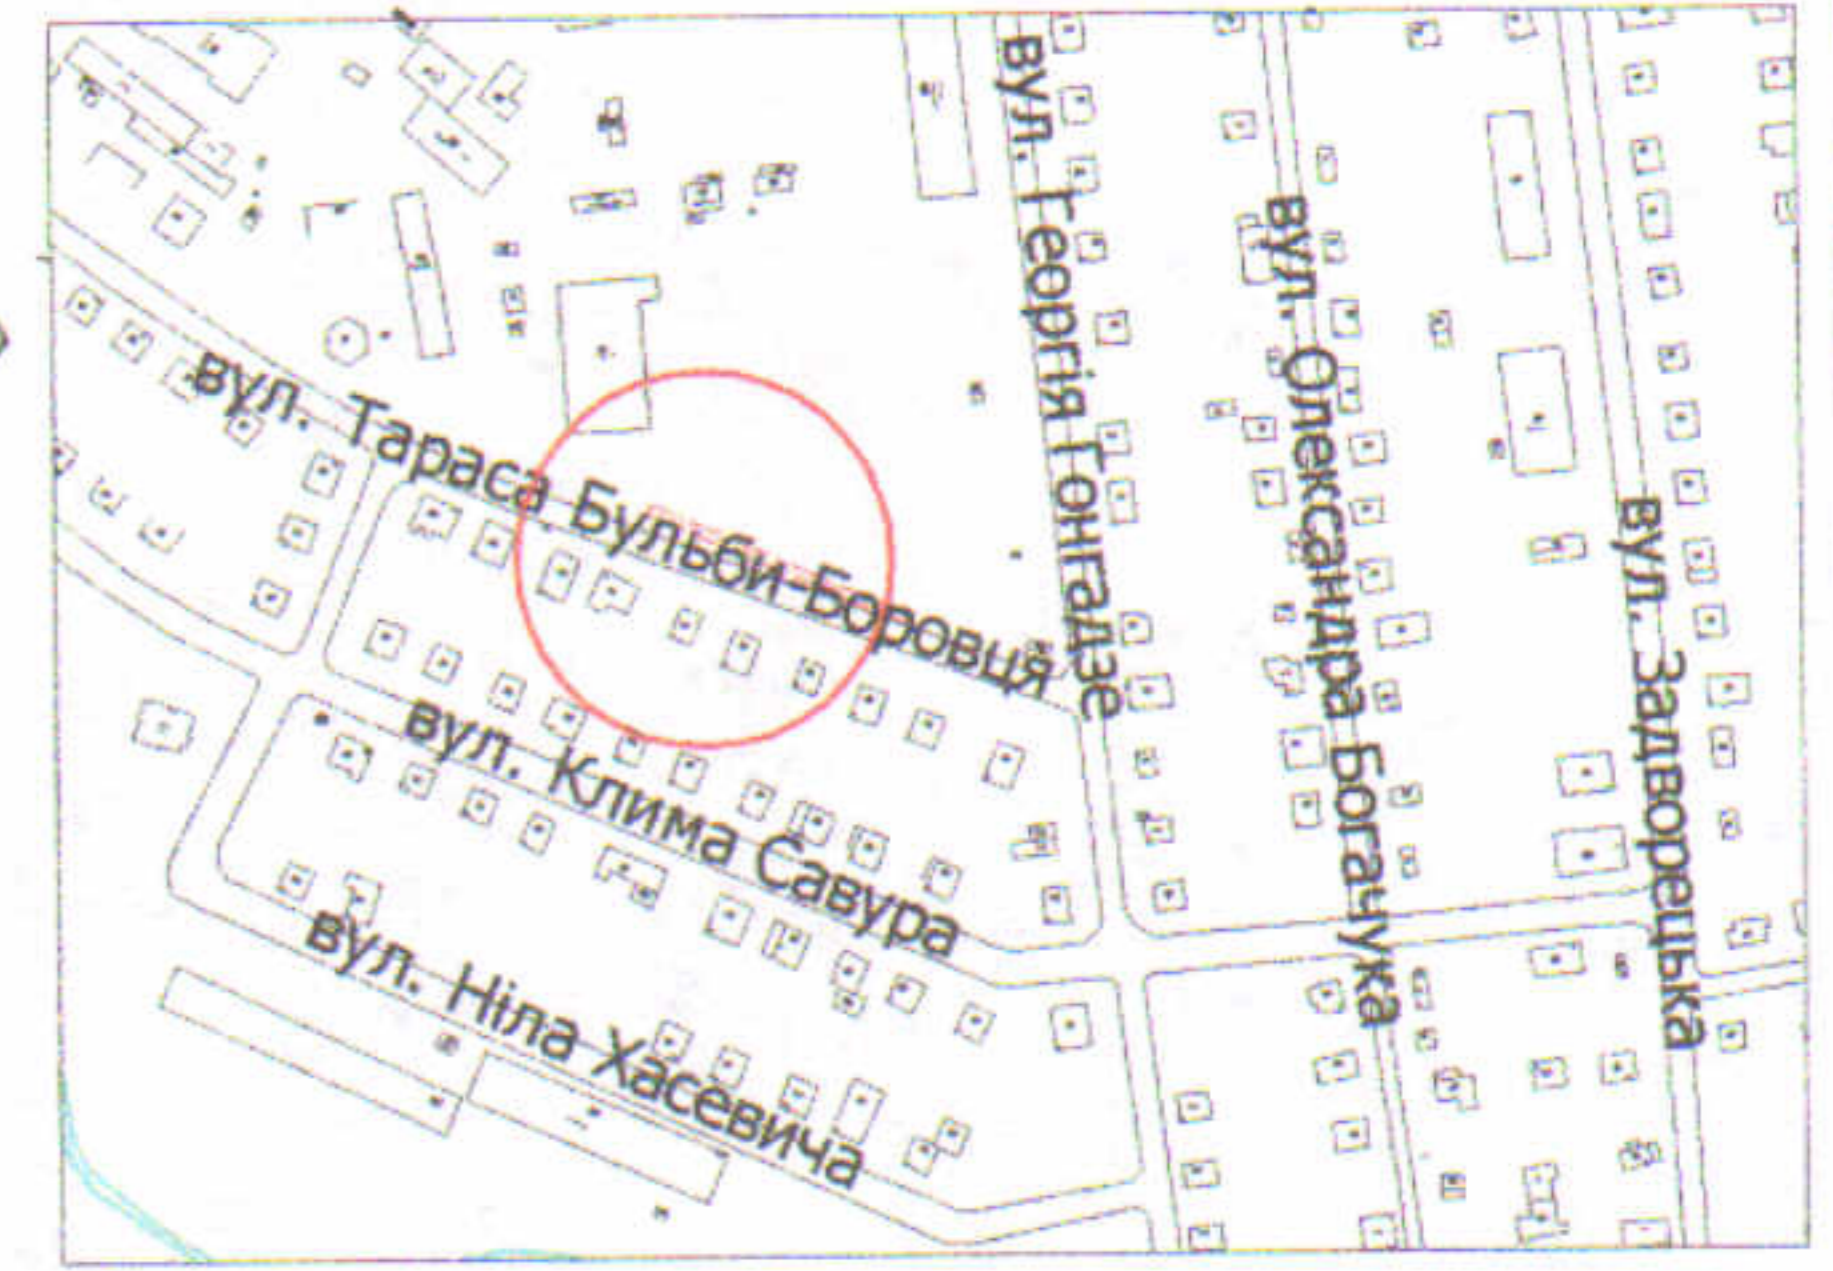 вул. Георгія Гонгадзе
вул. Олександра Богачука
вул. Задворецька
вул. Тараса Бульби-Боровця
вул. Клима Савура
вул. Ніла Хасевича